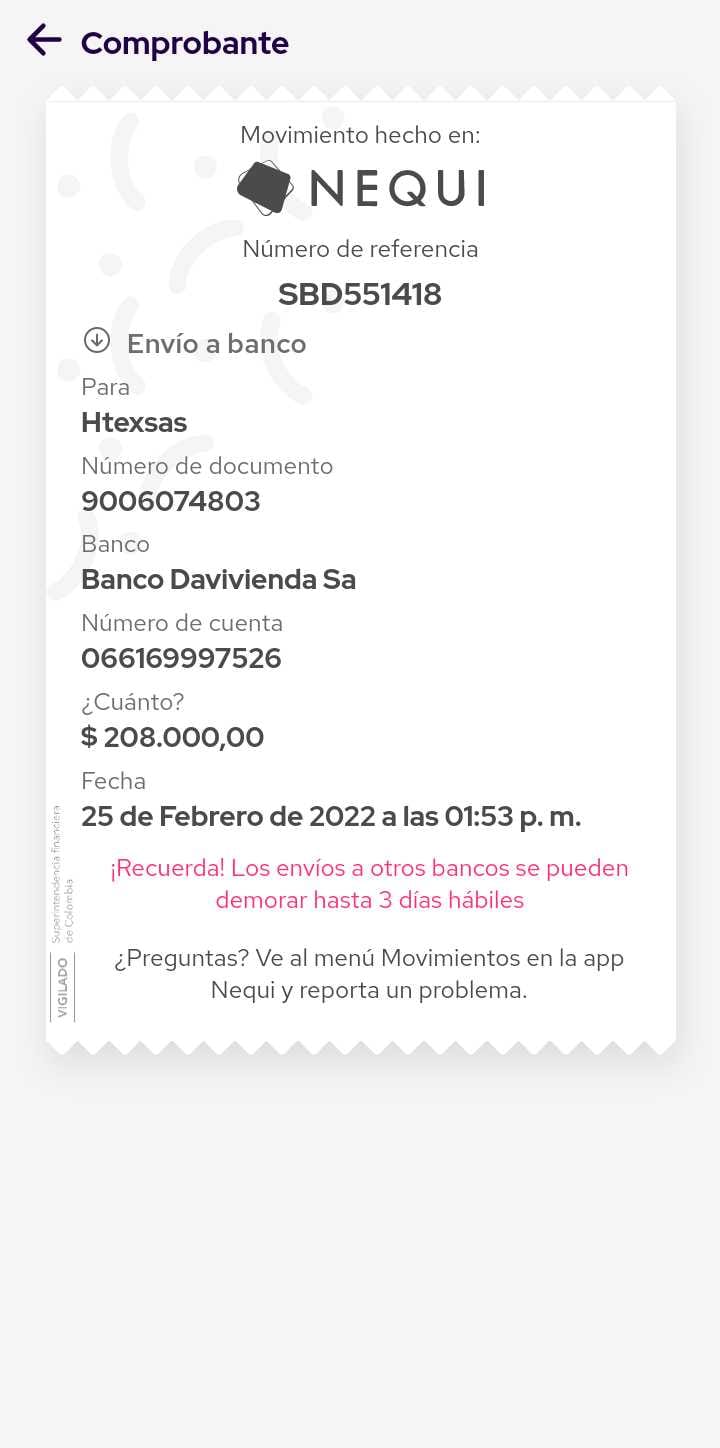 Comprobante
Movimiento hecho en:
NEQUI
Número de referencia
SBD551418
Envío a banco
Para
Htexsas
Número de documento
9006074803
Banco
Banco Davivienda Sa
Número de cuenta
066169997526
¿Cuánto?
$ 208.000,00
Fecha
25 de Febrero de 2022 a las 01:53 p. m.
¡Recuerda! Los envíos a otros bancos se pueden
demorar hasta 3 días hábiles
¿Preguntas? Ve al menú Movimientos en la app
Nequi y reporta un problema.
VIGILADO
Superintendencia financiera
de Colombia